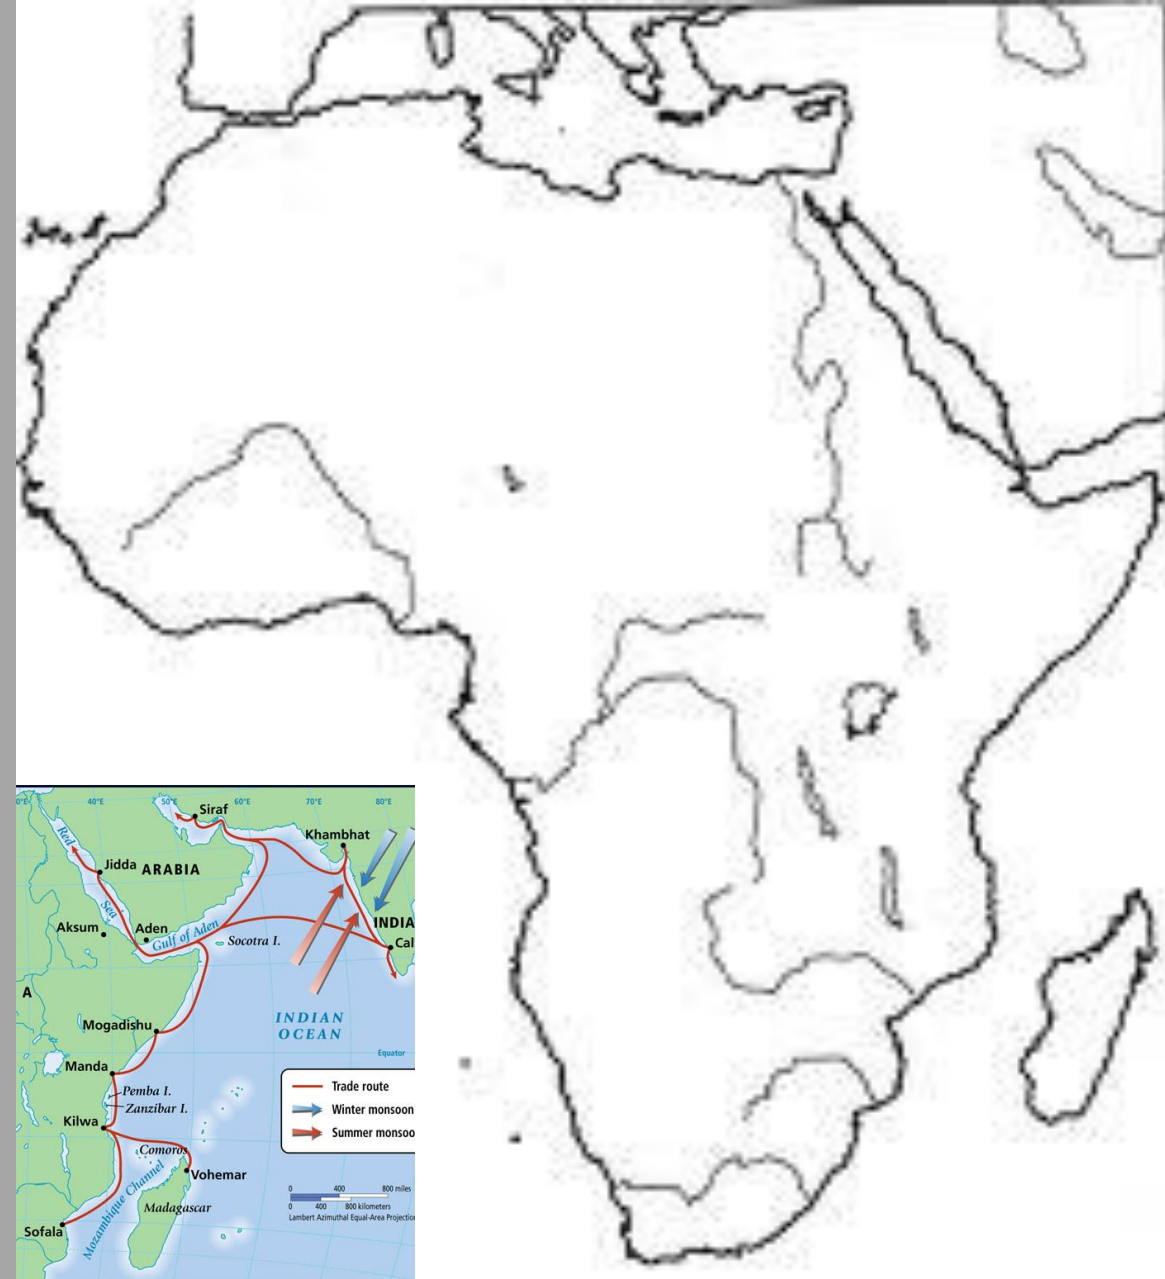 0°E
40°E
50°E
60°E
70°E
80°E
Siraf
Khambhat
Red
Jidda
ARABIA
Sea
Aksum
Aden
Gulf of Aden
Socotra I.
INDIA
Cal
A
INDIAN
OCEAN
Mogadishu
Equator
Manda
Pemba I.
Zanzibar I.
Kilwa
Trade route
Winter monsoon
Summer monsoo
Comoros
Vohemar
Mozambique Channel
Madagascar
Sofala
0 400 800 miles
0 400 800 kilometers
Lambert Azimuthal Equal-Area Projectio